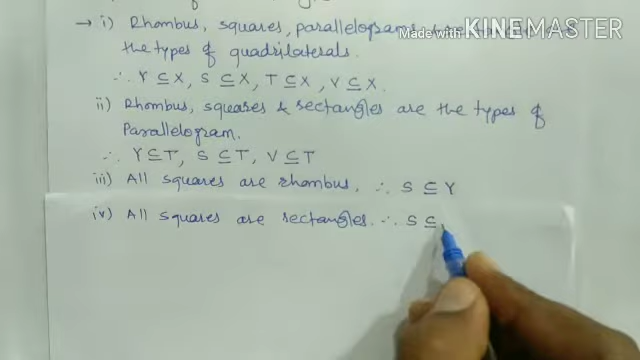 → i) Rhombus, squares, parallelograms,
Made with KINEMASTER
the types of quadrilaterals.
∴ Y ⊆ X, S ⊆ X, T ⊆ X, V ⊆ X.
ii) Rhombus, squares & rectangles are the types of
Parallelogram.
∴ Y ⊆ T, S ⊆ T, V ⊆ T
iii) All squares are rhombus. ∴ S ⊆ Y
iv) All squares are rectangles. ∴ S ⊆